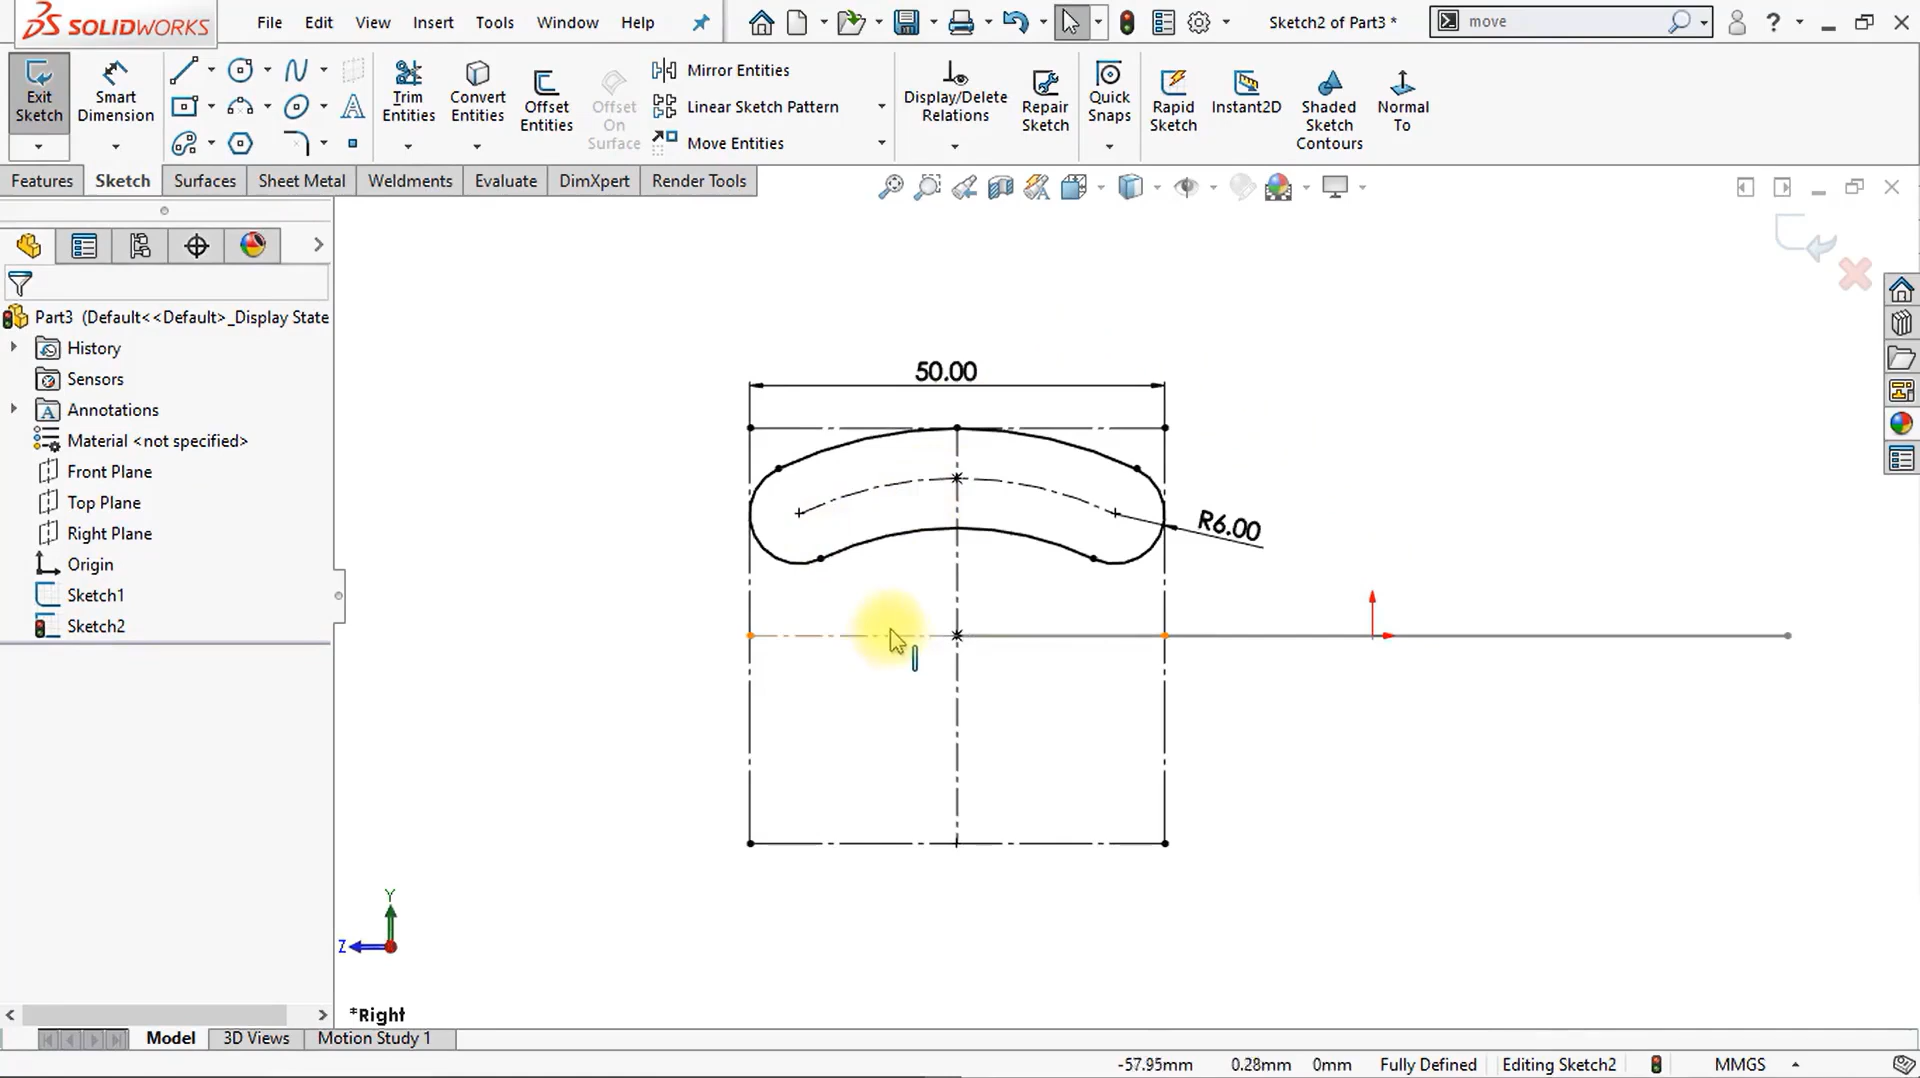 SOLIDWORKS
File Edit View Insert Tools Window Help
Sketch2 of Part3 *
move
Exit Sketch
Smart Dimension
Trim Entities
Convert Entities
Offset Entities
Offset On Surface
Mirror Entities
Linear Sketch Pattern
Move Entities
Display/Delete Relations
Repair Sketch
Quick Snaps
Rapid Sketch
Instant2D
Shaded Sketch Contours
Normal To
Features Sketch Surfaces Sheet Metal Weldments Evaluate DimXpert Render Tools
Part3 (Default<<Default>_Display State
History
Sensors
Annotations
Material <not specified>
Front Plane
Top Plane
Right Plane
Origin
Sketch1
Sketch2
50.00
R6.00
Y
Z
*Right
Model 3D Views Motion Study 1
-57.95mm 0.28mm 0mm Fully Defined Editing Sketch2 MMGS